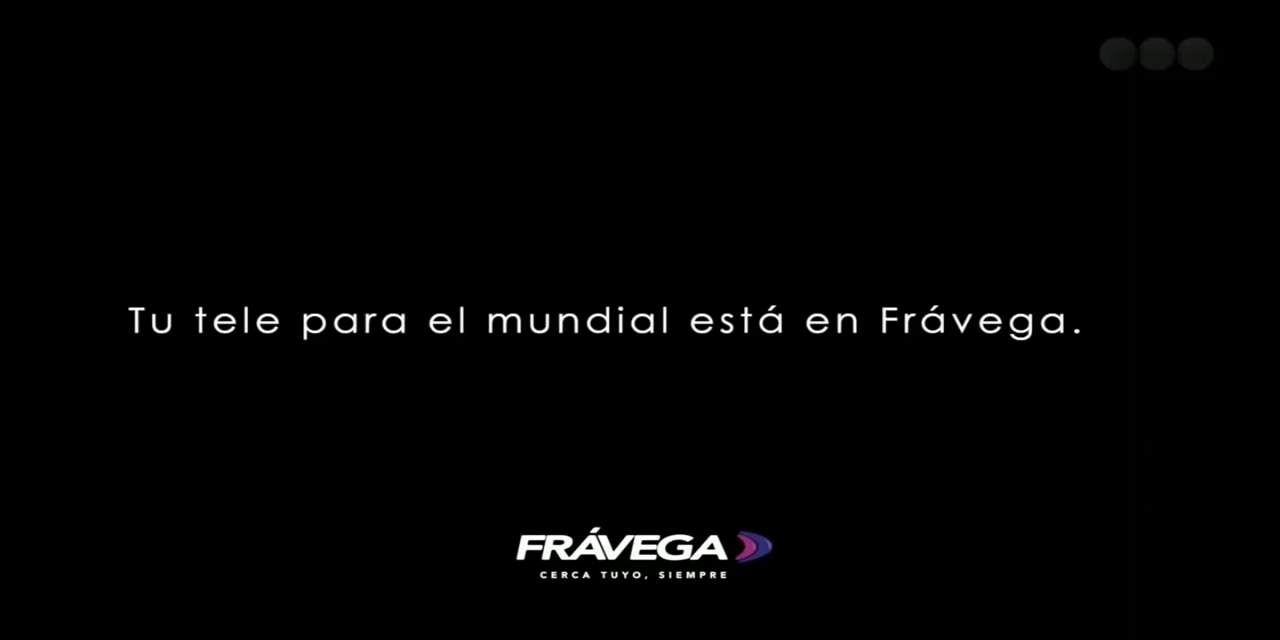 Tu tele para el mundial está en Frávega.
FRÁVEGA
CERCA TUYO, SIEMPRE